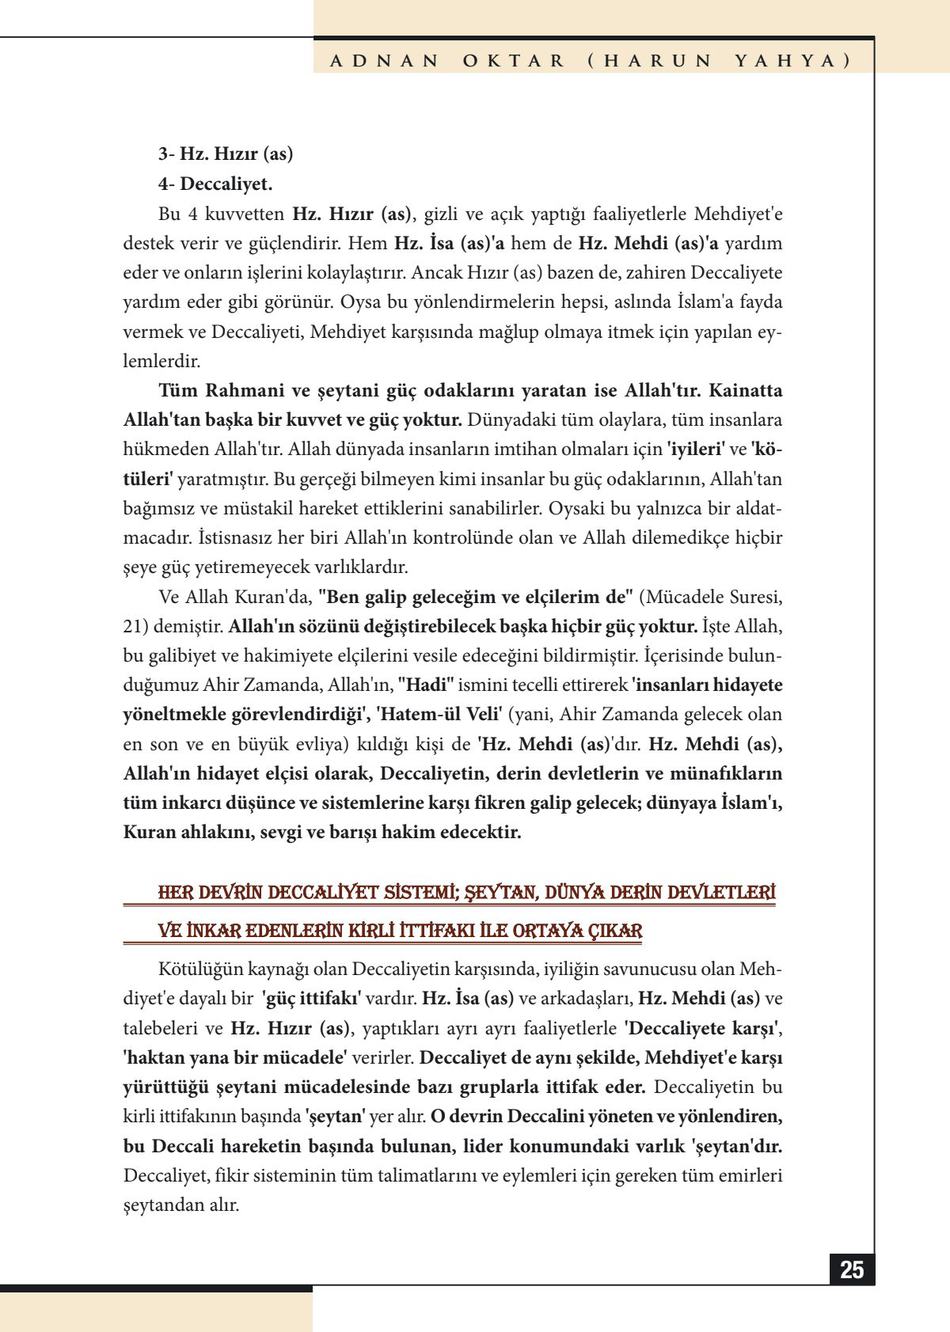 ADNAN OKTAR (HARUN YAHYA)
3- Hz. Hızır (as)
4- Deccaliyet.
Bu 4 kuvvetten Hz. Hızır (as), gizli ve açık yaptığı faaliyetlerle Mehdiyet'e
destek verir ve güçlendirir. Hem Hz. İsa (as)'a hem de Hz. Mehdi (as)'a yardım
eder ve onların işlerini kolaylaştırır. Ancak Hızır (as) bazen de, zahiren Deccaliyete
yardım eder gibi görünür. Oysa bu yönlendirmelerin hepsi, aslında İslam'a fayda
vermek ve Deccaliyeti, Mehdiyet karşısında mağlup olmaya itmek için yapılan ey-
lemlerdir.
Tüm Rahmani ve şeytani güç odaklarını yaratan ise Allah'tır. Kainatta
Allah'tan başka bir kuvvet ve güç yoktur. Dünyadaki tüm olaylara, tüm insanlara
hükmeden Allah'tır. Allah dünyada insanların imtihan olmaları için 'iyileri' ve 'kö-
tüleri' yaratmıştır. Bu gerçeği bilmeyen kimi insanlar bu güç odaklarının, Allah'tan
bağımsız ve müstakil hareket ettiklerini sanabilirler. Oysaki bu yalnızca bir aldat-
macadır. İstisnasız her biri Allah'ın kontrolünde olan ve Allah dilemedikçe hiçbir
şeye güç yetiremeyecek varlıklardır.
Ve Allah Kuran'da, "Ben galip geleceğim ve elçilerim de" (Mücadele Suresi,
21) demiştir. Allah'ın sözünü değiştirebilecek başka hiçbir güç yoktur. İşte Allah,
bu galibiyet ve hakimiyete elçilerini vesile edeceğini bildirmiştir. İçerisinde bulun-
duğumuz Ahir Zamanda, Allah'ın, "Hadi" ismini tecelli ettirerek 'insanları hidayete
yöneltmekle görevlendirdiği', 'Hatem-ül Veli' (yani, Ahir Zamanda gelecek olan
en son ve en büyük evliya) kıldığı kişi de 'Hz. Mehdi (as)'dır. Hz. Mehdi (as),
Allah'ın hidayet elçisi olarak, Deccaliyetin, derin devletlerin ve münafıkların
tüm inkarcı düşünce ve sistemlerine karşı fikren galip gelecek; dünyaya İslam'ı,
Kuran ahlakını, sevgi ve barışı hakim edecektir.
HER DEVRİN DECCALİYET SİSTEMİ; ŞEYTAN, DÜNYA DERİN DEVLETLERİ
VE İNKAR EDENLERİN KİRLİ İTTİFAKI İLE ORTAYA ÇIKAR
Kötülüğün kaynağı olan Deccaliyetin karşısında, iyiliğin savunucusu olan Meh-
diyet'e dayalı bir 'güç ittifakı' vardır. Hz. İsa (as) ve arkadaşları, Hz. Mehdi (as) ve
talebeleri ve Hz. Hızır (as), yaptıkları ayrı ayrı faaliyetlerle 'Deccaliyete karşı',
'haktan yana bir mücadele' verirler. Deccaliyet de aynı şekilde, Mehdiyet'e karşı
yürüttüğü şeytani mücadelesinde bazı gruplarla ittifak eder. Deccaliyetin bu
kirli ittifakının başında 'şeytan' yer alır. O devrin Deccalini yöneten ve yönlendiren,
bu Deccali hareketin başında bulunan, lider konumundaki varlık 'şeytan'dır.
Deccaliyet, fikir sisteminin tüm talimatlarını ve eylemleri için gereken tüm emirleri
şeytandan alır.
25